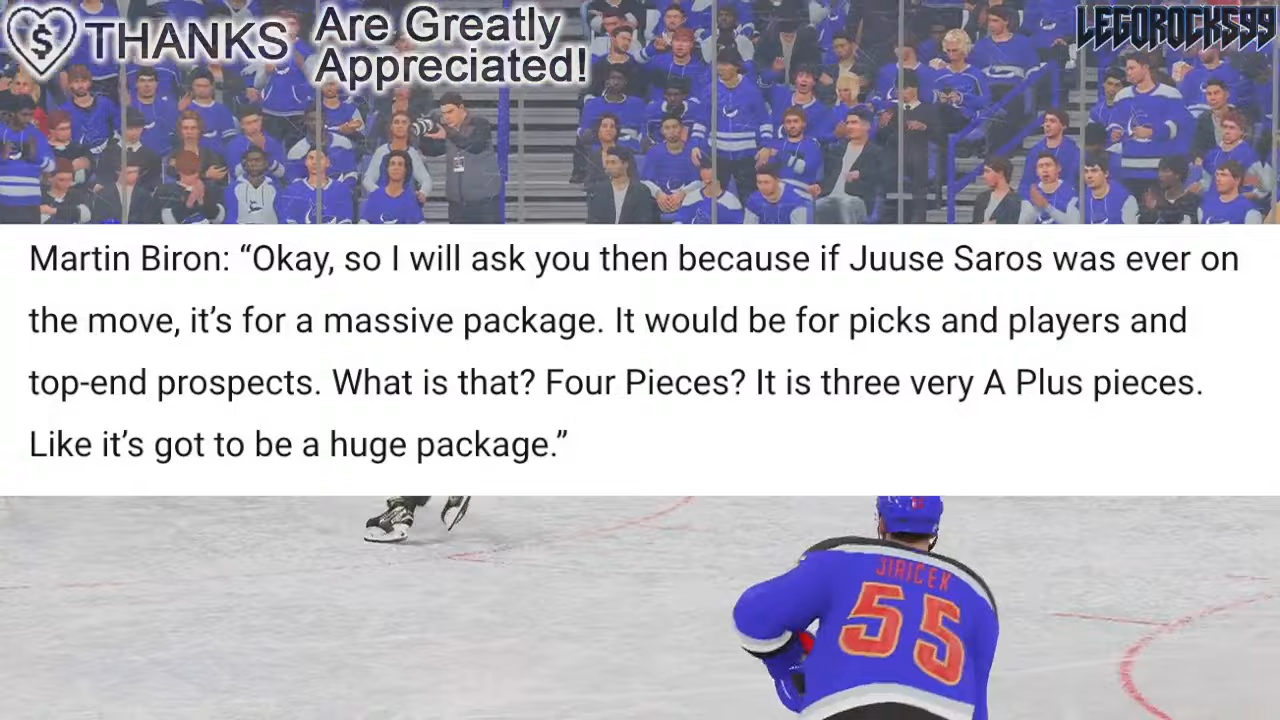 THANKS Are Greatly
Appreciated!
LEGOROCKS99
Martin Biron: “Okay, so I will ask you then because if Juuse Saros was ever on
the move, it’s for a massive package. It would be for picks and players and
top-end prospects. What is that? Four Pieces? It is three very A Plus pieces.
Like it’s got to be a huge package.”
JIRICEK
55